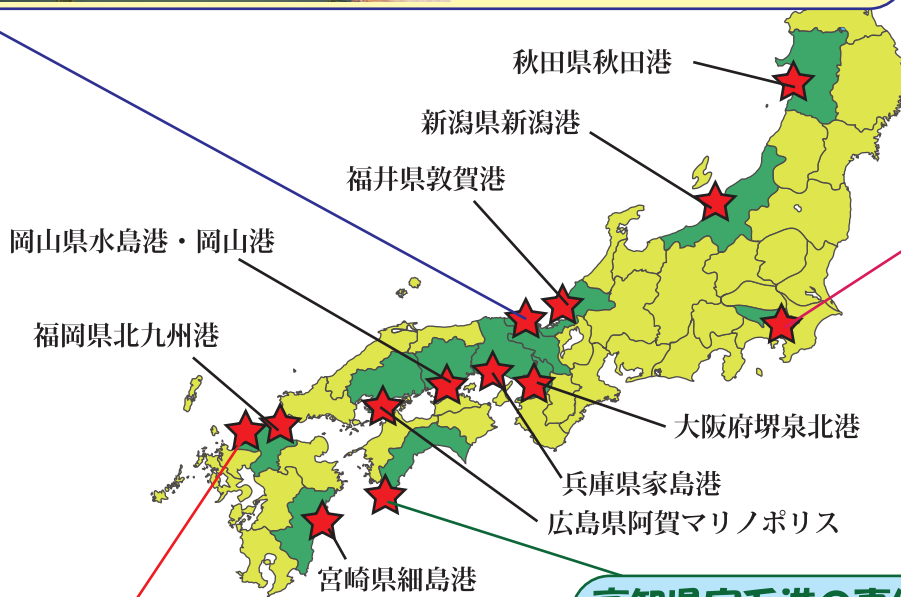 秋田県秋田港
新潟県新潟港
福井県敦賀港
岡山県水島港・岡山港
福岡県北九州港
大阪府堺泉北港
兵庫県家島港
広島県阿賀マリノポリス
宮崎県細島港